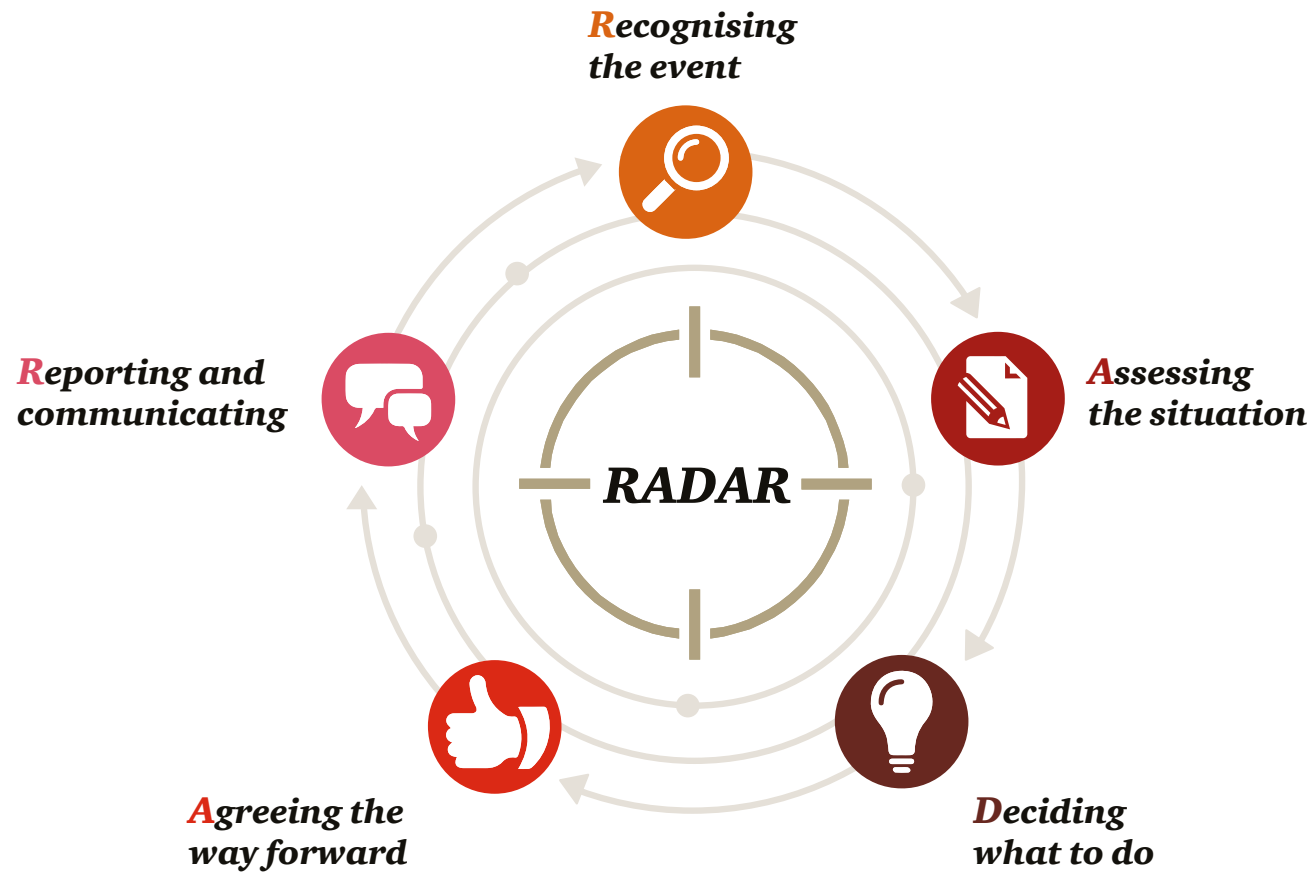 Recognising
the event
Assessing
the situation
Deciding
what to do
Agreeing the
way forward
Reporting and
communicating
RADAR